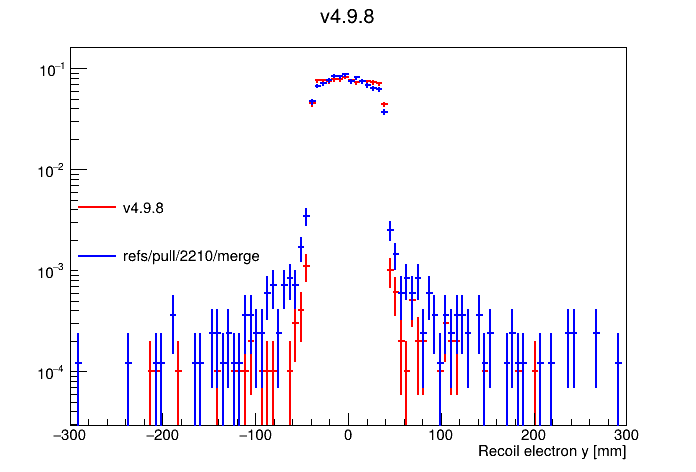 v4.9.8
10⁻¹
10⁻²
v4.9.8
refs/pull/2210/merge
10⁻³
10⁻⁴
−300 −200 −100 0 100 200 300
Recoil electron y [mm]